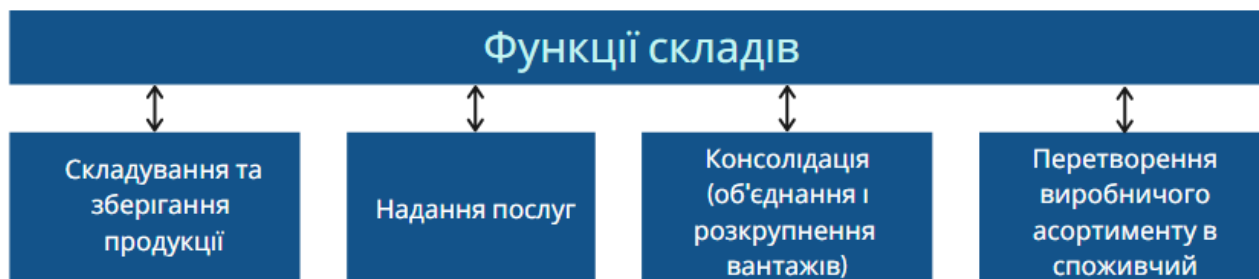 Функції складів
Складування та
зберігання
продукції
Надання послуг
Консолідація
(об'єднання і
розкрупнення
вантажів)
Перетворення
виробничого
асортименту в
споживчий